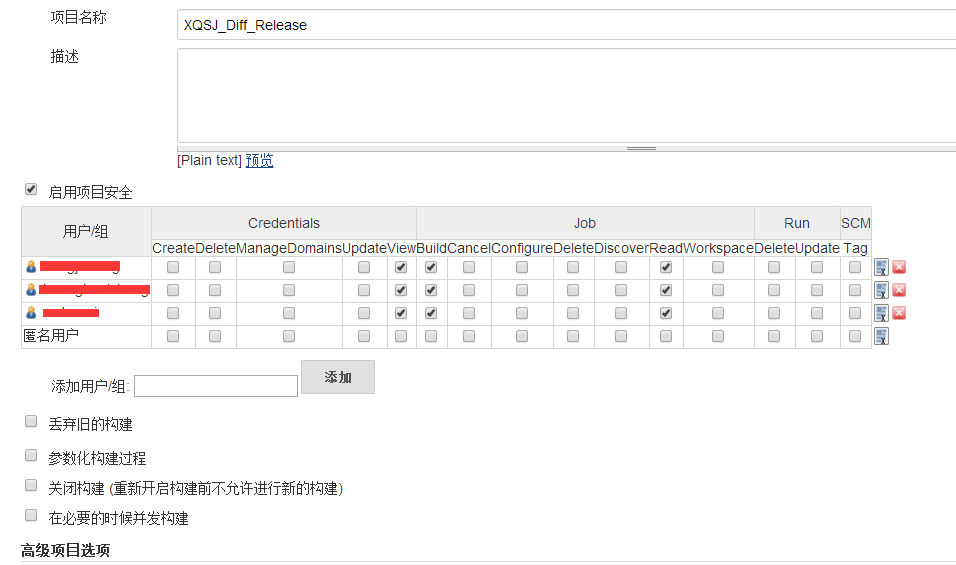 项目名称
XQSJ_Diff_Release
描述
[Plain text] 预览
启用项目安全
用户/组 Credentials Job Run SCM
Create Delete ManageDomains Update View Build Cancel Configure Delete Discover Read Workspace Delete Update Tag
匿名用户
添加用户/组: 添加
丢弃旧的构建
参数化构建过程
关闭构建 (重新开启构建前不允许进行新的构建)
在必要的时候并发构建
高级项目选项